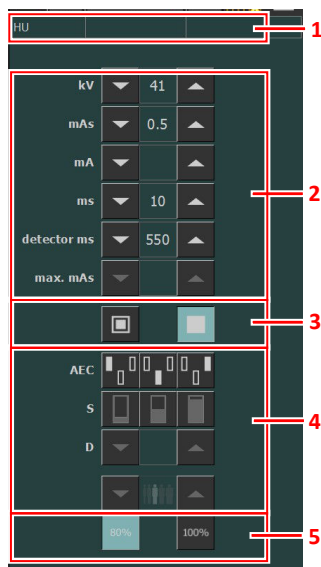 HU
1
kV 41
mAs 0.5
mA
2
ms 10
detector ms 550
max. mAs
3
AEC
S
4
D
80% 100%
5